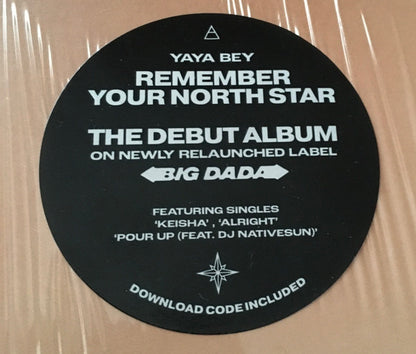 YAYA BEY
REMEMBER
YOUR NORTH STAR
THE DEBUT ALBUM
ON NEWLY RELAUNCHED LABEL
BIG DADA
FEATURING SINGLES
'KEISHA' , 'ALRIGHT'
'POUR UP (FEAT. DJ NATIVESUN)'
DOWNLOAD CODE INCLUDED